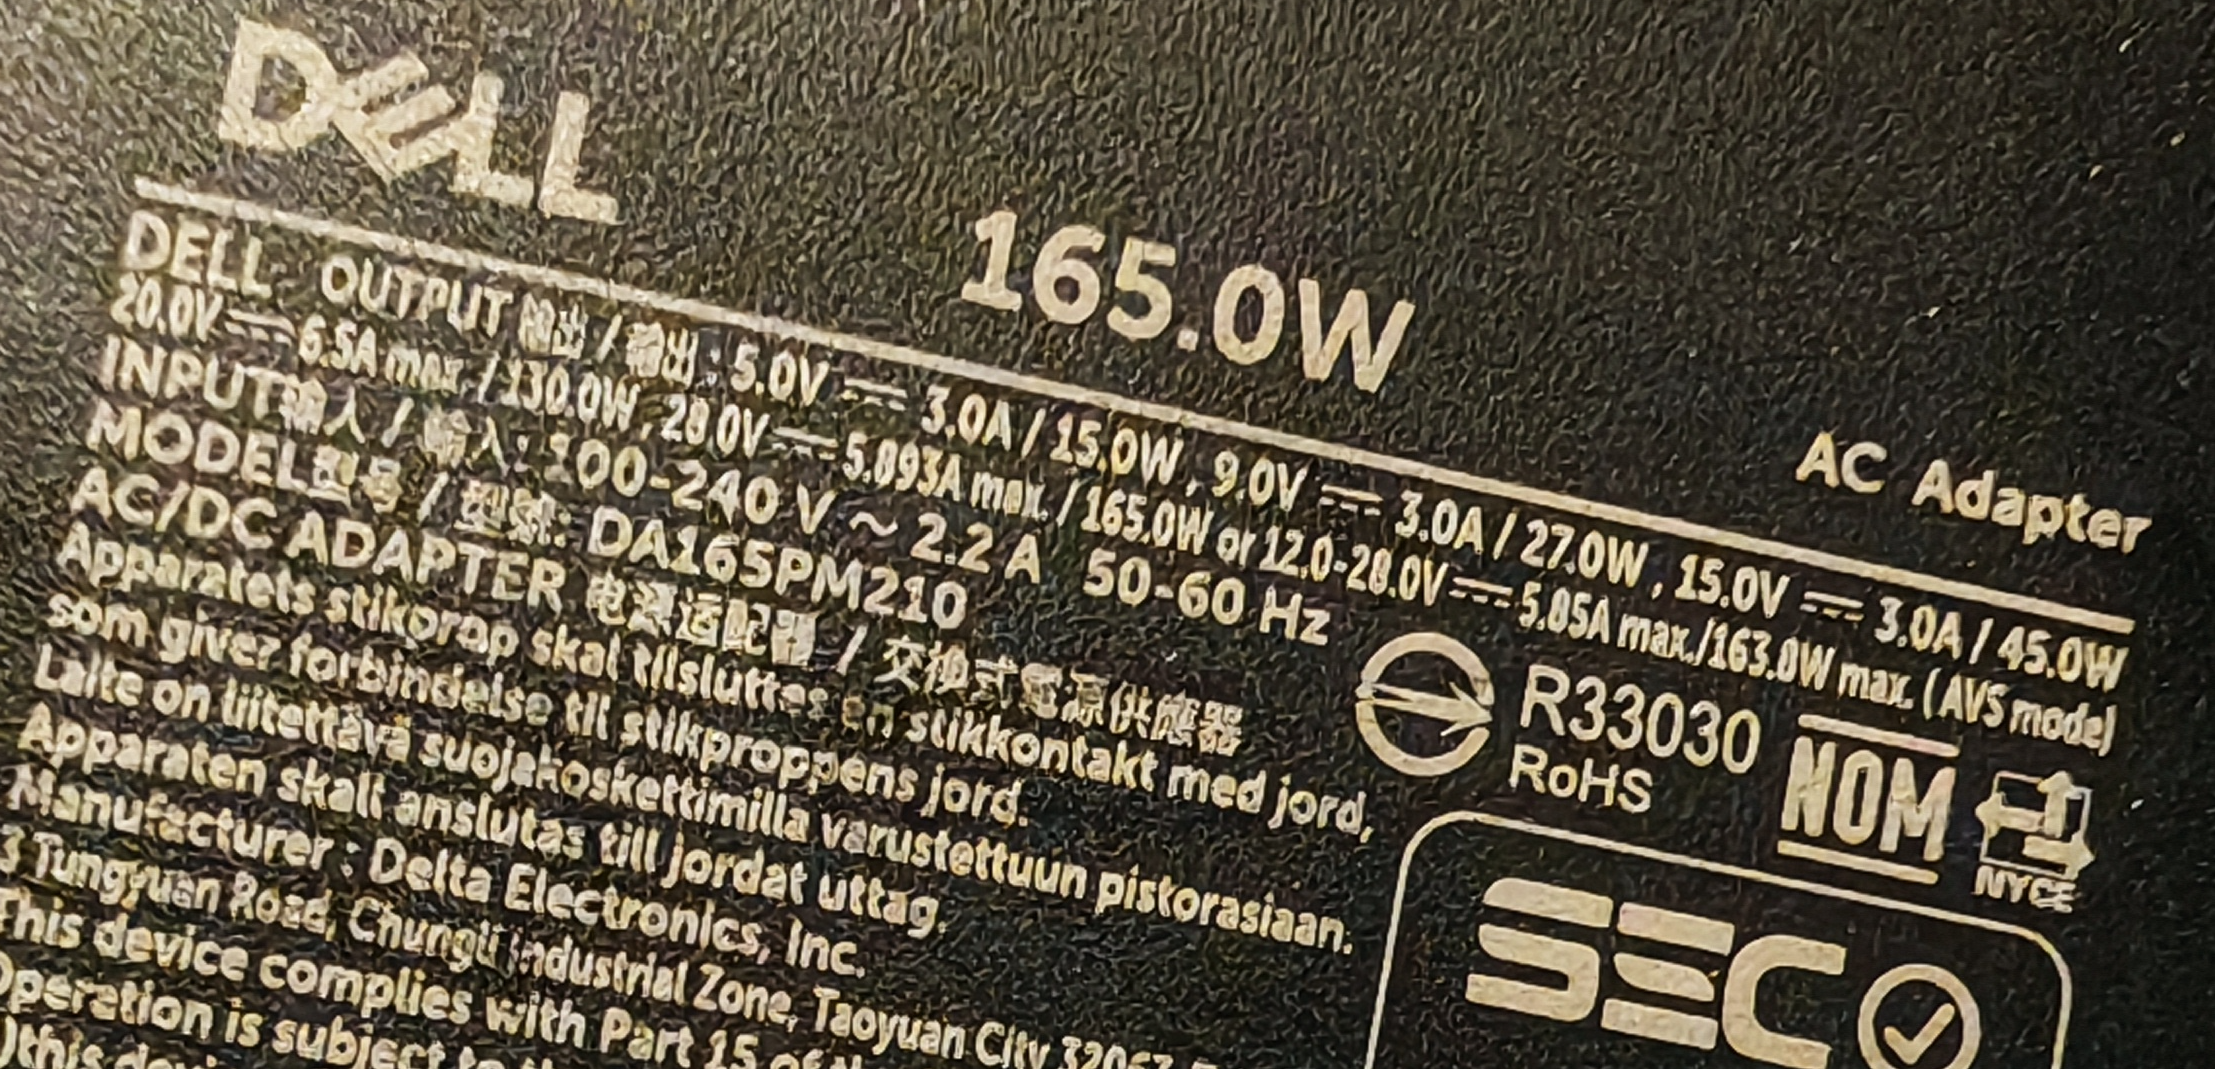 DELL
165.0W
AC Adapter
DELL OUTPUT 输出 / 輸出 : 5.0V ⎓ 3.0A / 15.0W , 9.0V ⎓ 3.0A / 27.0W , 15.0V ⎓ 3.0A / 45.0W
20.0V ⎓ 6.5A max. / 130.0W , 28.0V ⎓ 5.893A max. / 165.0W or 12.0-28.0V ⎓ 5.85A max./163.8W max. ( AVS mode)
INPUT 输入 / 輸入: 100-240 V ~ 2.2 A 50-60 Hz
MODEL 型号 / 型號: DA165PM210
AC/DC ADAPTER 电源适配器 / 交換式電源供應器
R33030
RoHS
NOM
NYCE
Apparatets stikprop skal tilsluttes en stikkontakt med jord,
som giver forbindelse til stikproppens jord.
Laite on liitettävä suojakoskettimilla varustettuun pistorasiaan.
Apparaten skall anslutas till jordat uttag.
Manufacturer : Delta Electronics, Inc.
3 Tungyuan Road, Chungli Industrial Zone, Taoyuan City 32063
This device complies with Part 15 of
Operation is subject to
)this
SEC